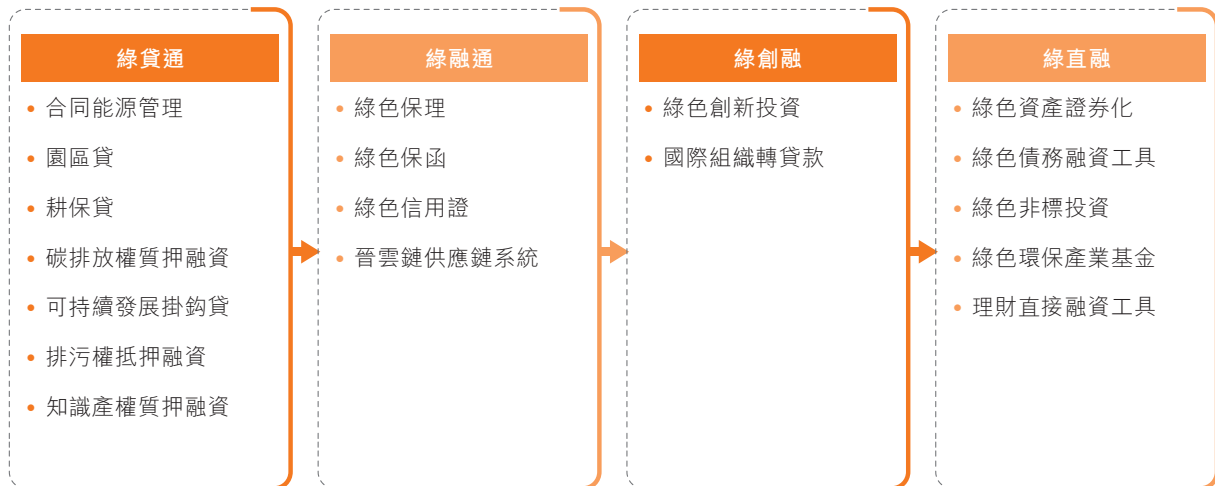 綠貸通
合同能源管理
園區貸
耕保貸
碳排放權質押融資
可持續發展掛鈎貸
排污權抵押融資
知識產權質押融資
綠融通
綠色保理
綠色保函
綠色信用證
晉雲鏈供應鏈系統
綠創融
綠色創新投資
國際組織轉貸款
綠直融
綠色資產證券化
綠色債務融資工具
綠色非標投資
綠色環保產業基金
理財直接融資工具